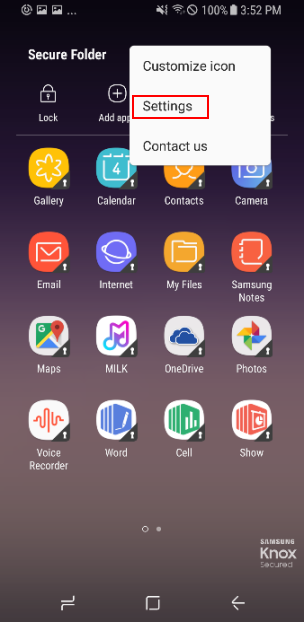 100% 3:52 PM
Secure Folder
Customize icon
Settings
Contact us
Lock
Add app
s
Gallery
Calendar
4
Contacts
Camera
Email
Internet
My Files
Samsung
Notes
Maps
MILK
OneDrive
Photos
Voice
Recorder
Word
Cell
Show
SAMSUNG
Knox
Secured